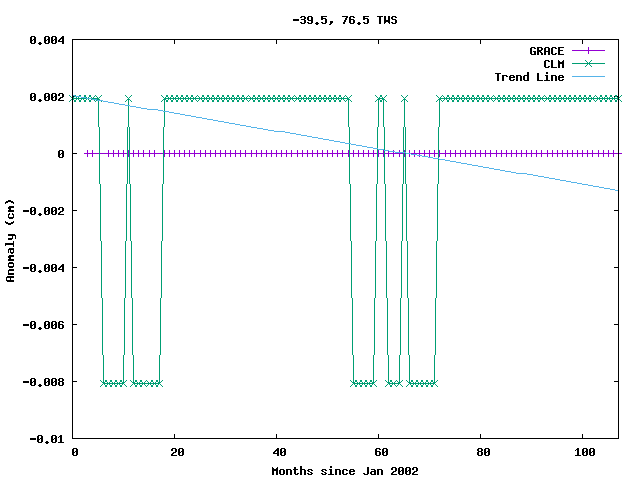 -39.5, 76.5 TWS
0.004
0.002
0
-0.002
-0.004
-0.006
-0.008
-0.01
Anomaly (cm)
GRACE
CLM
Trend Line
0 20 40 60 80 100
Months since Jan 2002